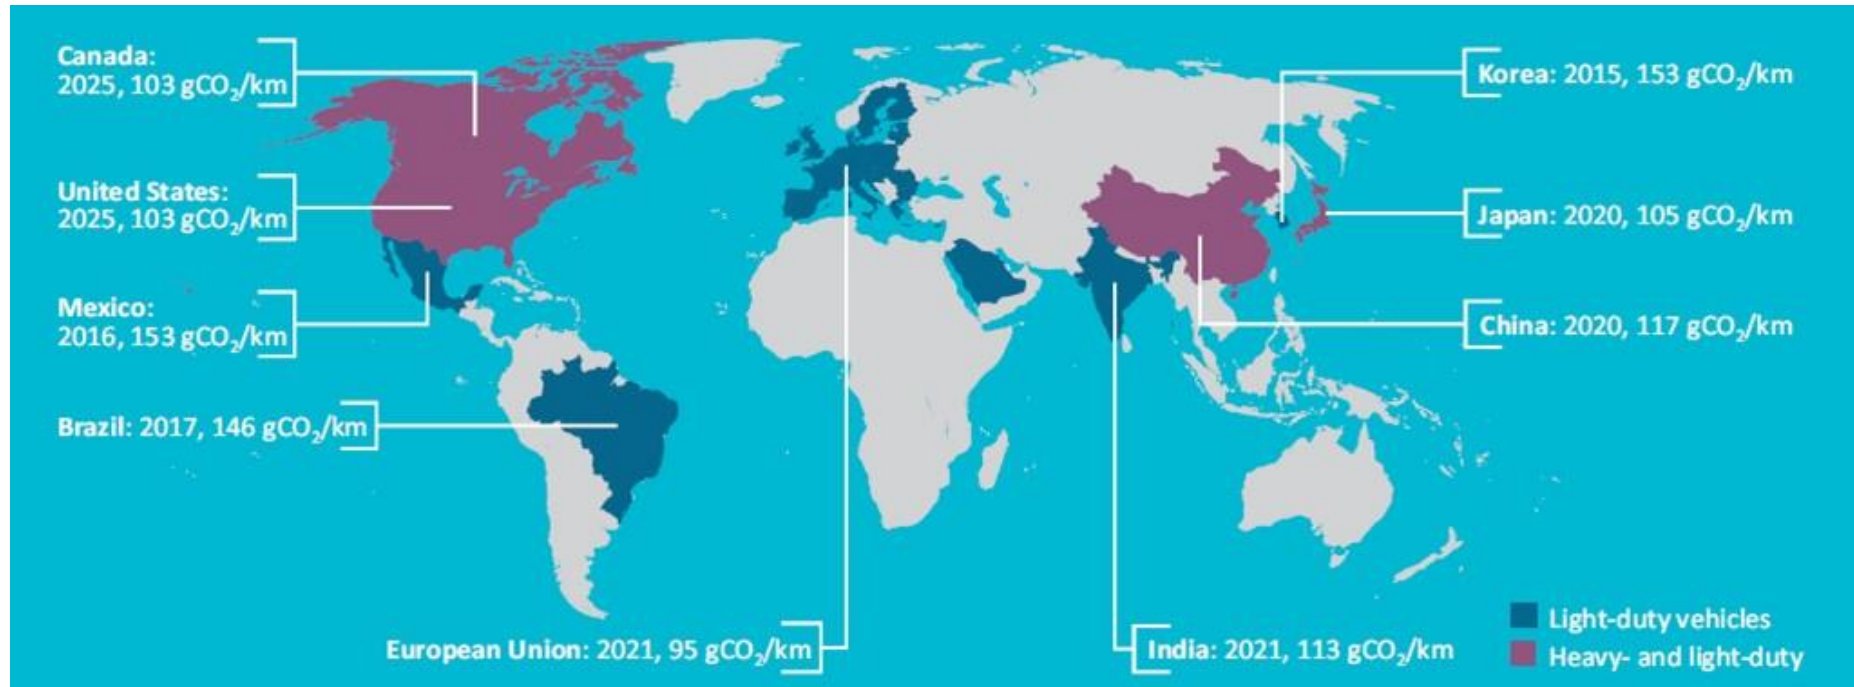 Canada:
2025, 103 gCO₂/km
United States:
2025, 103 gCO₂/km
Mexico:
2016, 153 gCO₂/km
Brazil: 2017, 146 gCO₂/km
European Union: 2021, 95 gCO₂/km
Korea: 2015, 153 gCO₂/km
Japan: 2020, 105 gCO₂/km
China: 2020, 117 gCO₂/km
India: 2021, 113 gCO₂/km
Light-duty vehicles
Heavy- and light-duty